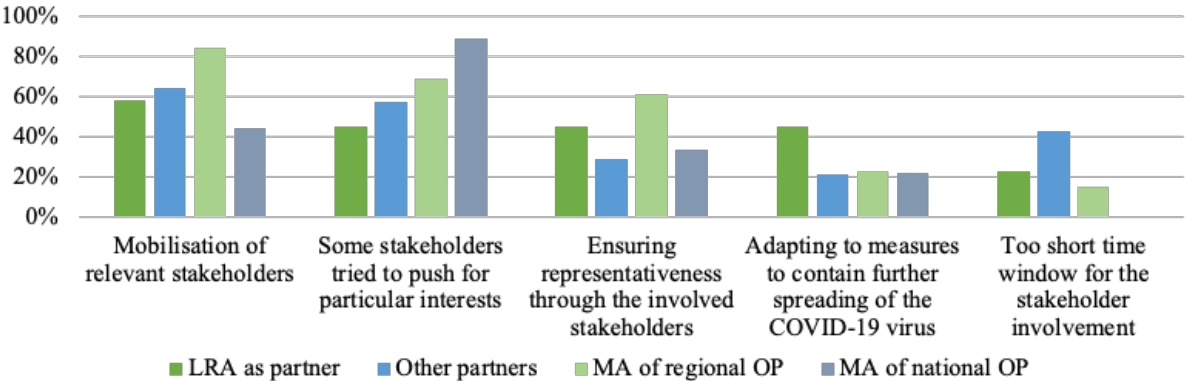 100%
80%
60%
40%
20%
0%
Mobilisation of
relevant stakeholders
Some stakeholders
tried to push for
particular interests
Ensuring
representativeness
through the involved
stakeholders
Adapting to measures
to contain further
spreading of the
COVID-19 virus
Too short time
window for the
stakeholder
involvement
LRA as partner
Other partners
MA of regional OP
MA of national OP